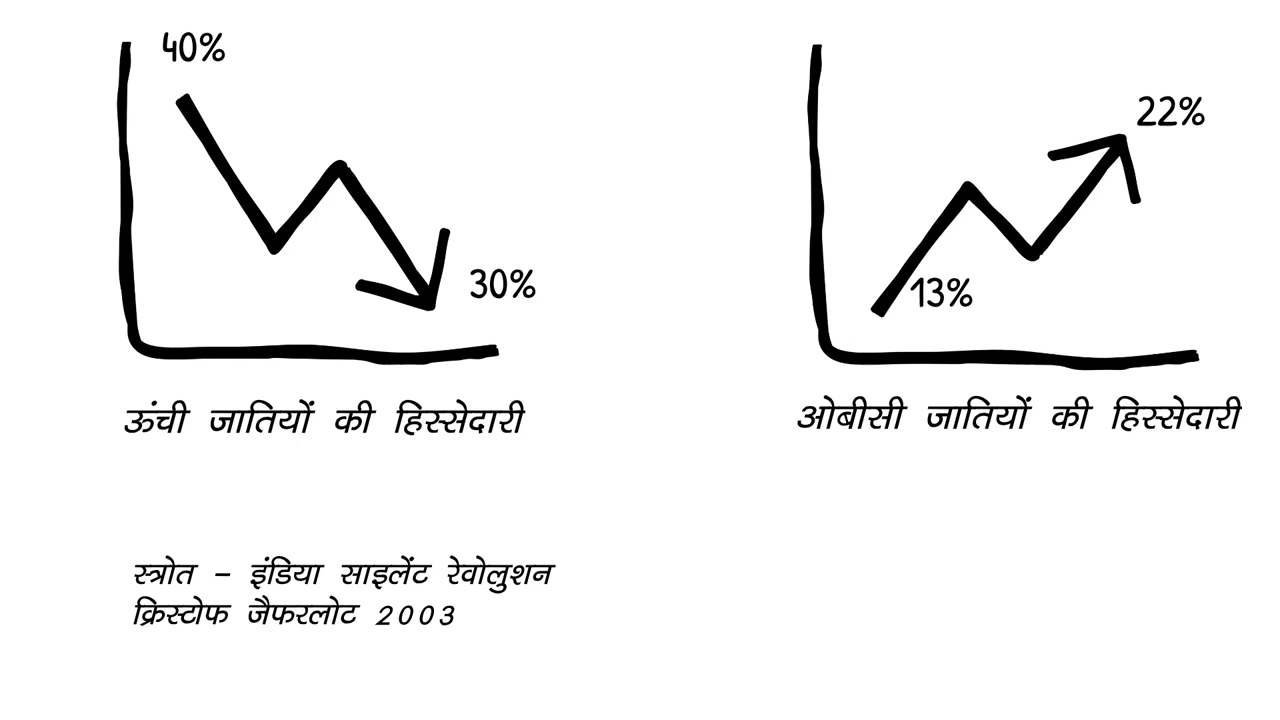 40%
30%
ऊंची जातियों की हिस्सेदारी
22%
13%
ओबीसी जातियों की हिस्सेदारी
स्त्रोत – इंडिया साइलेंट रेवोलुशन
क्रिस्टोफ जैफरलोट 2003